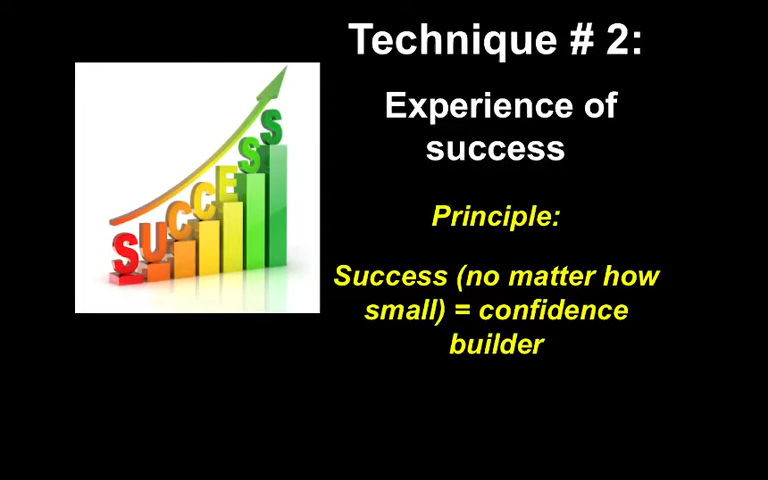 Technique # 2:
Experience of
success
Principle:
Success (no matter how
small) = confidence
builder
SUCCESS